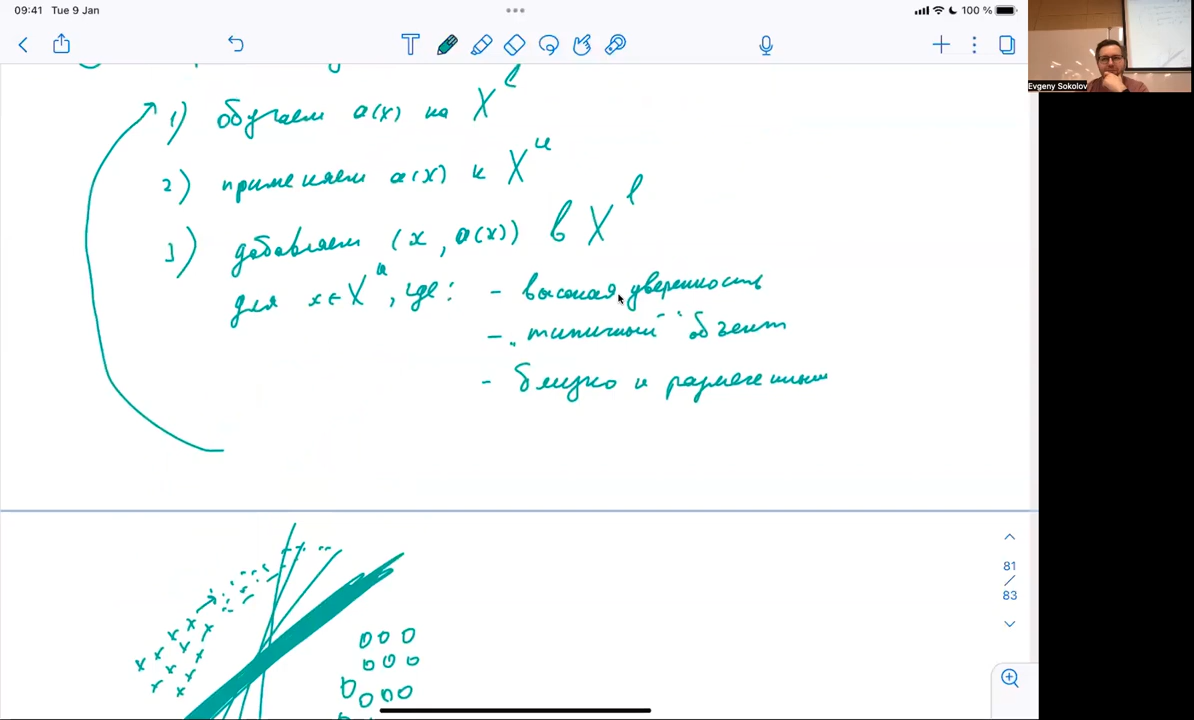 09:41 Tue 9 Jan
100 %
Evgeny Sokolov
1) обучаем a(x) на X^l
2) применяем a(x) к X^u
3) добавляем (x, a(x)) в X^l
для x ∈ X^u, где: - высокая уверенность
- „типичный“ объект
- близко к размеченным
81
83